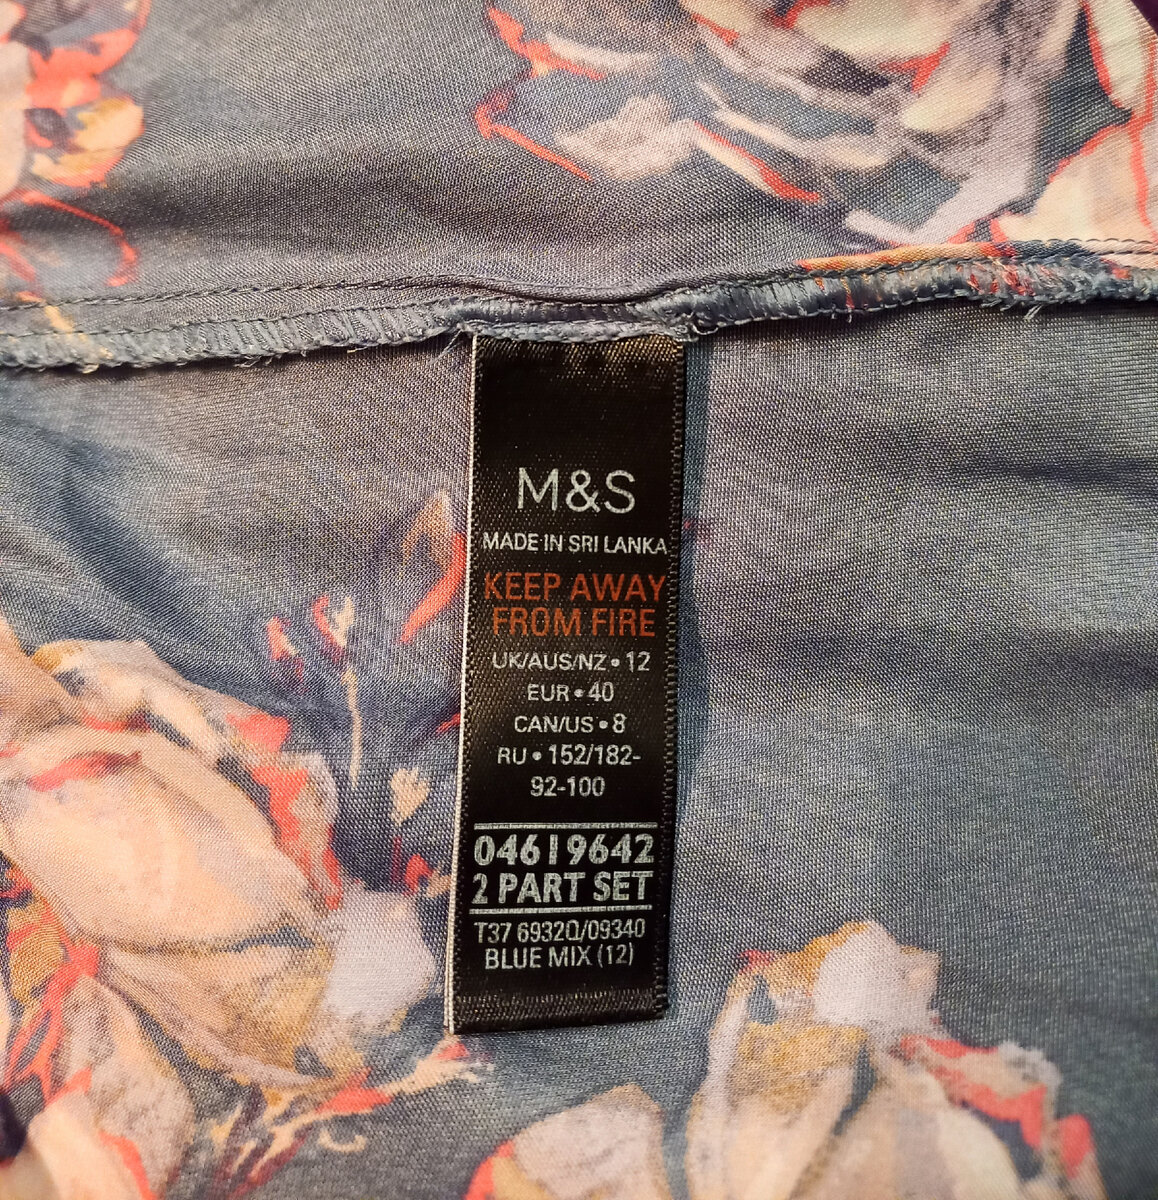 M&S
MADE IN SRI LANKA
KEEP AWAY
FROM FIRE
UK/AUS/NZ • 12
EUR • 40
CAN/US • 8
RU • 152/182-
92-100
04619642
2 PART SET
T37 6932Q/09340
BLUE MIX (12)